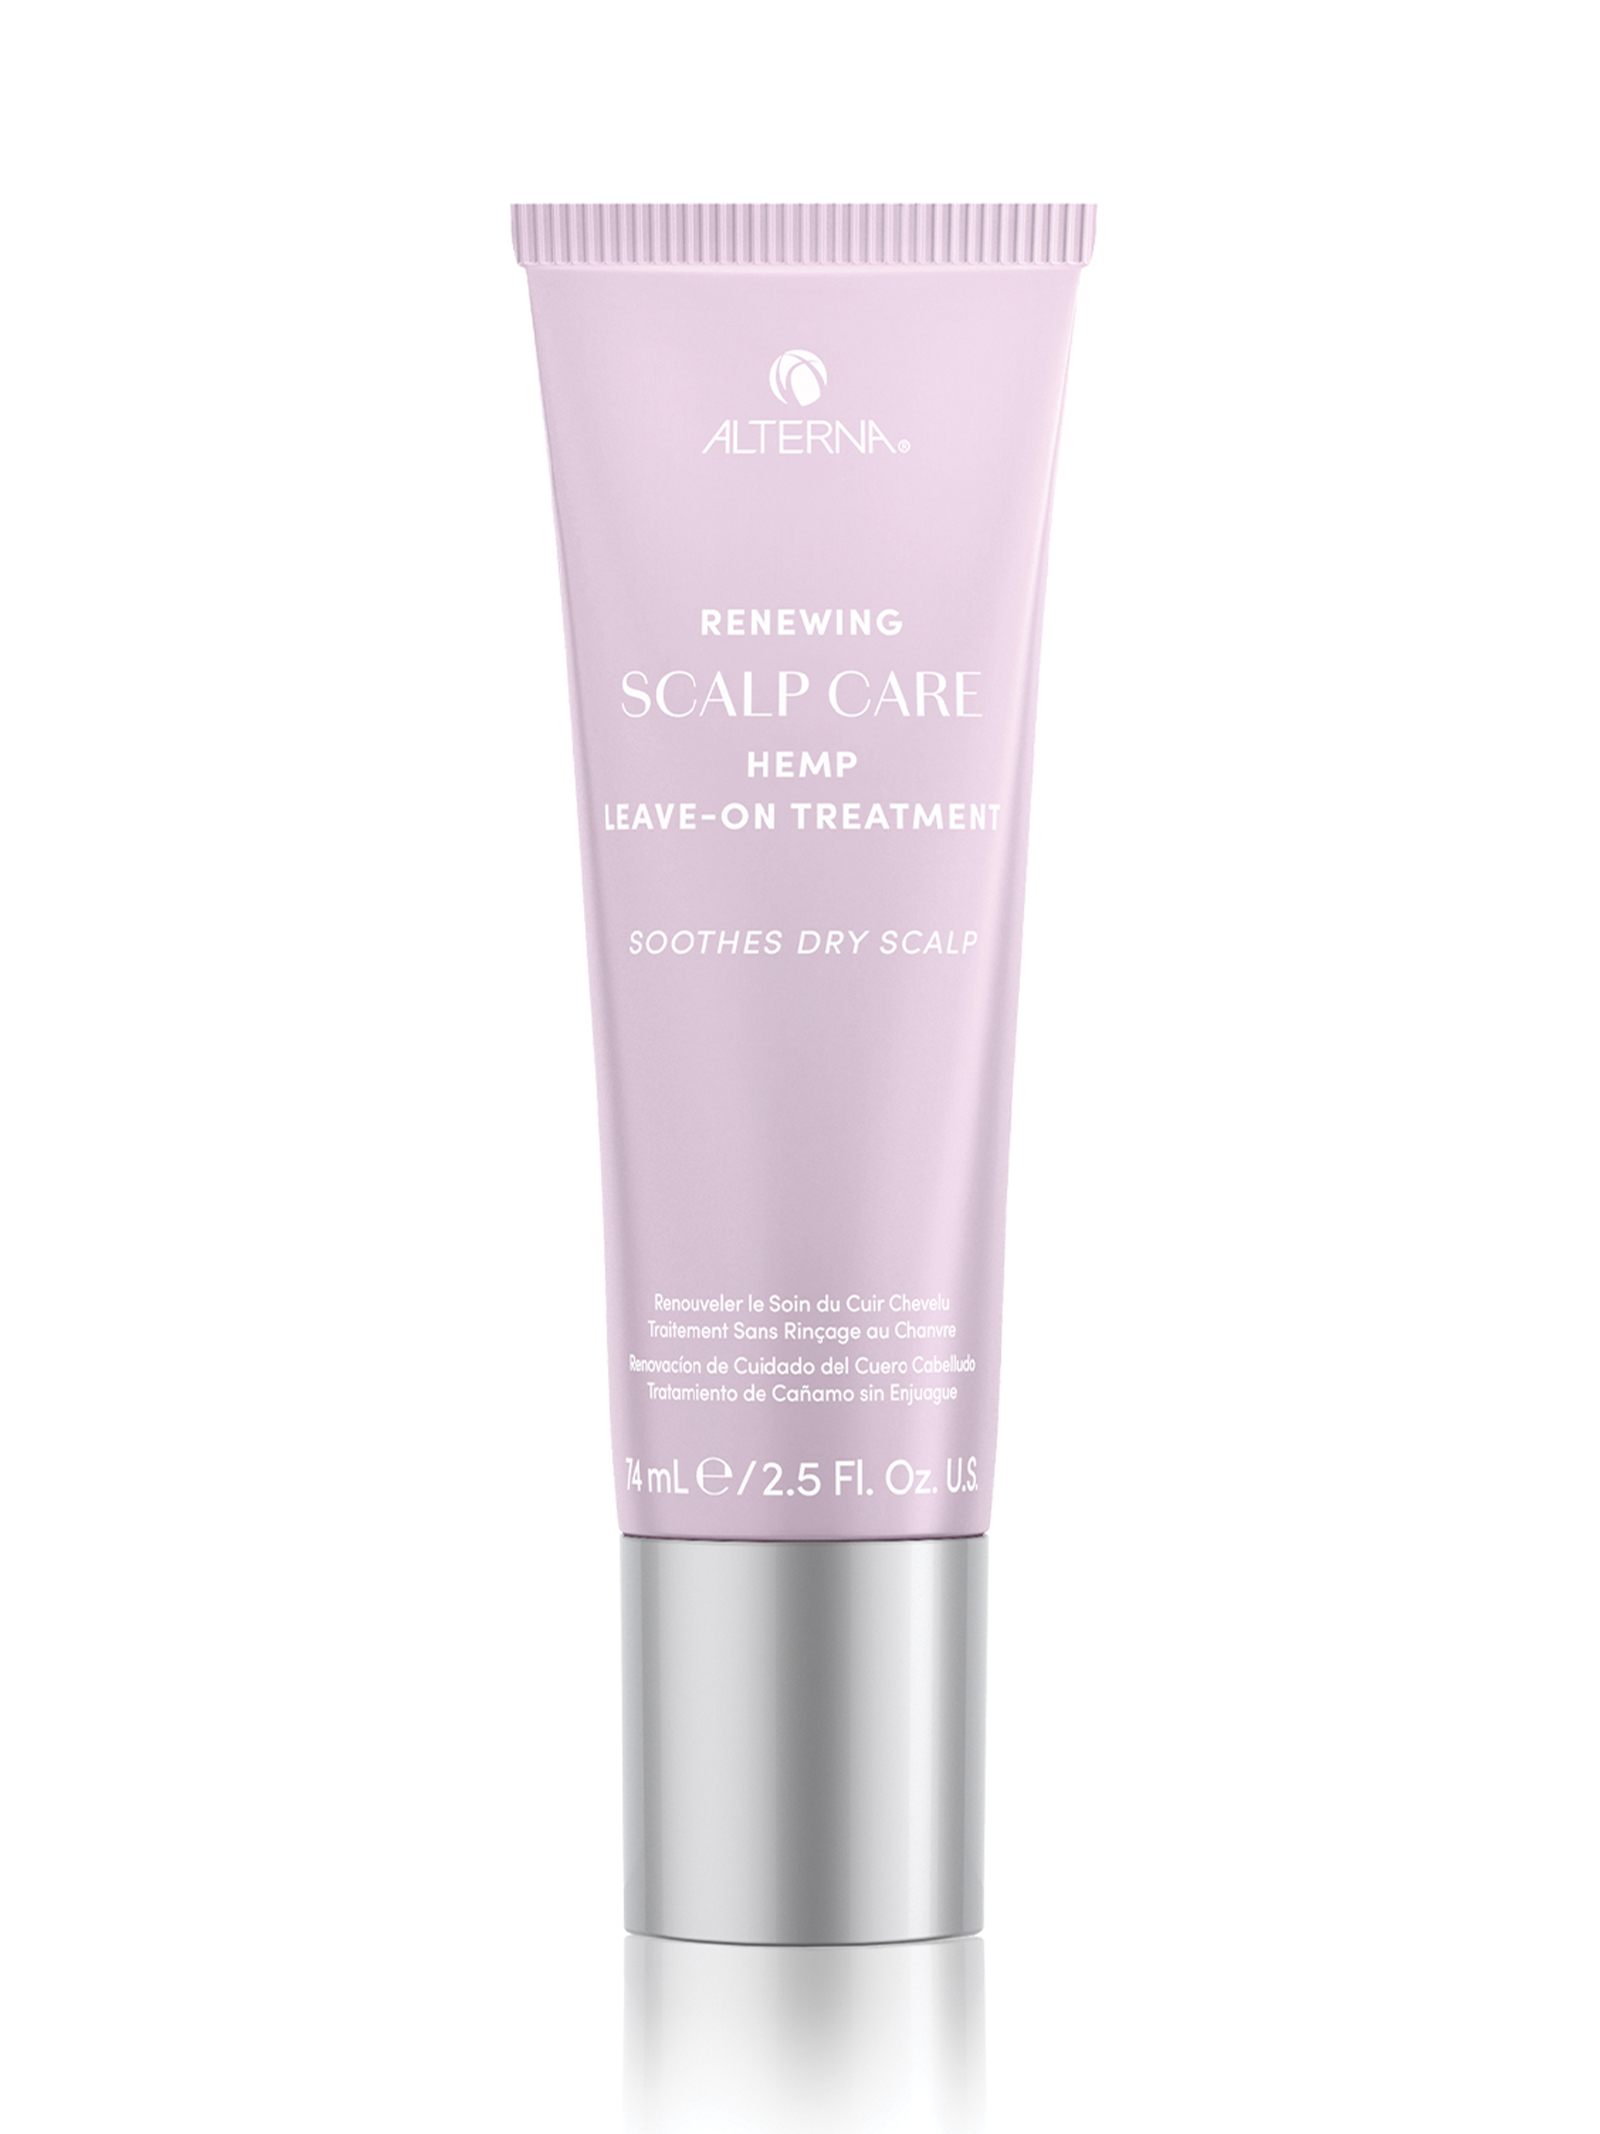 ALTERNA®
RENEWING
SCALP CARE
HEMP
LEAVE-ON TREATMENT
SOOTHES DRY SCALP
Renouveler le Soin du Cuir Chevelu
Traitement Sans Rinçage au Chanvre
Renovacíon de Cuidado del Cuero Cabelludo
Tratamiento de Cañamo sin Enjuague
74 mL ℮/2.5 Fl. Oz. U.S.